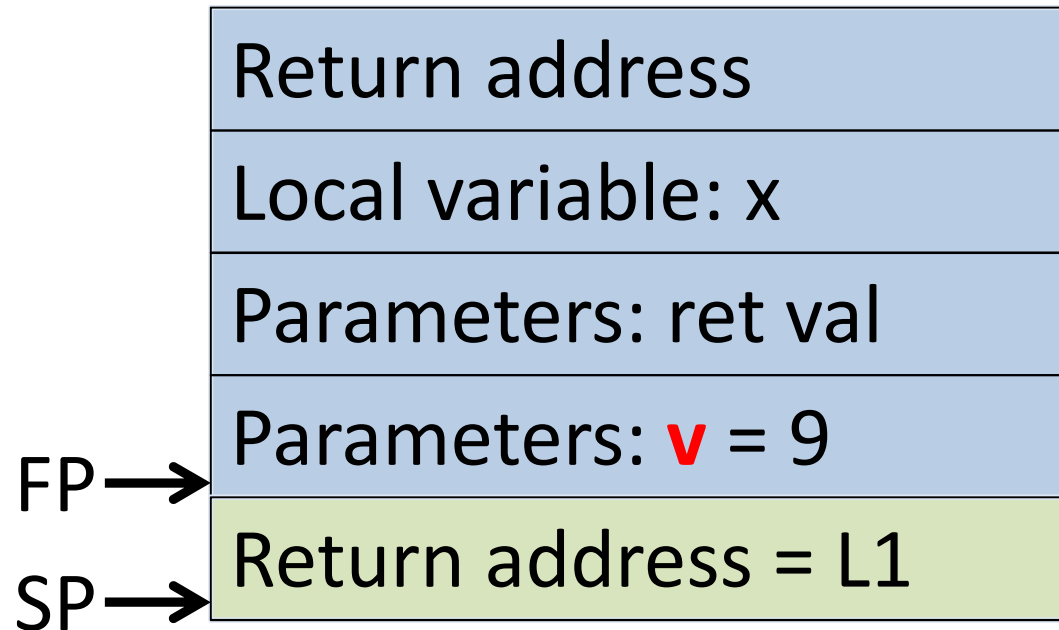 Return address
Local variable: x
Parameters: ret val
Parameters: v = 9
FP
Return address = L1
SP